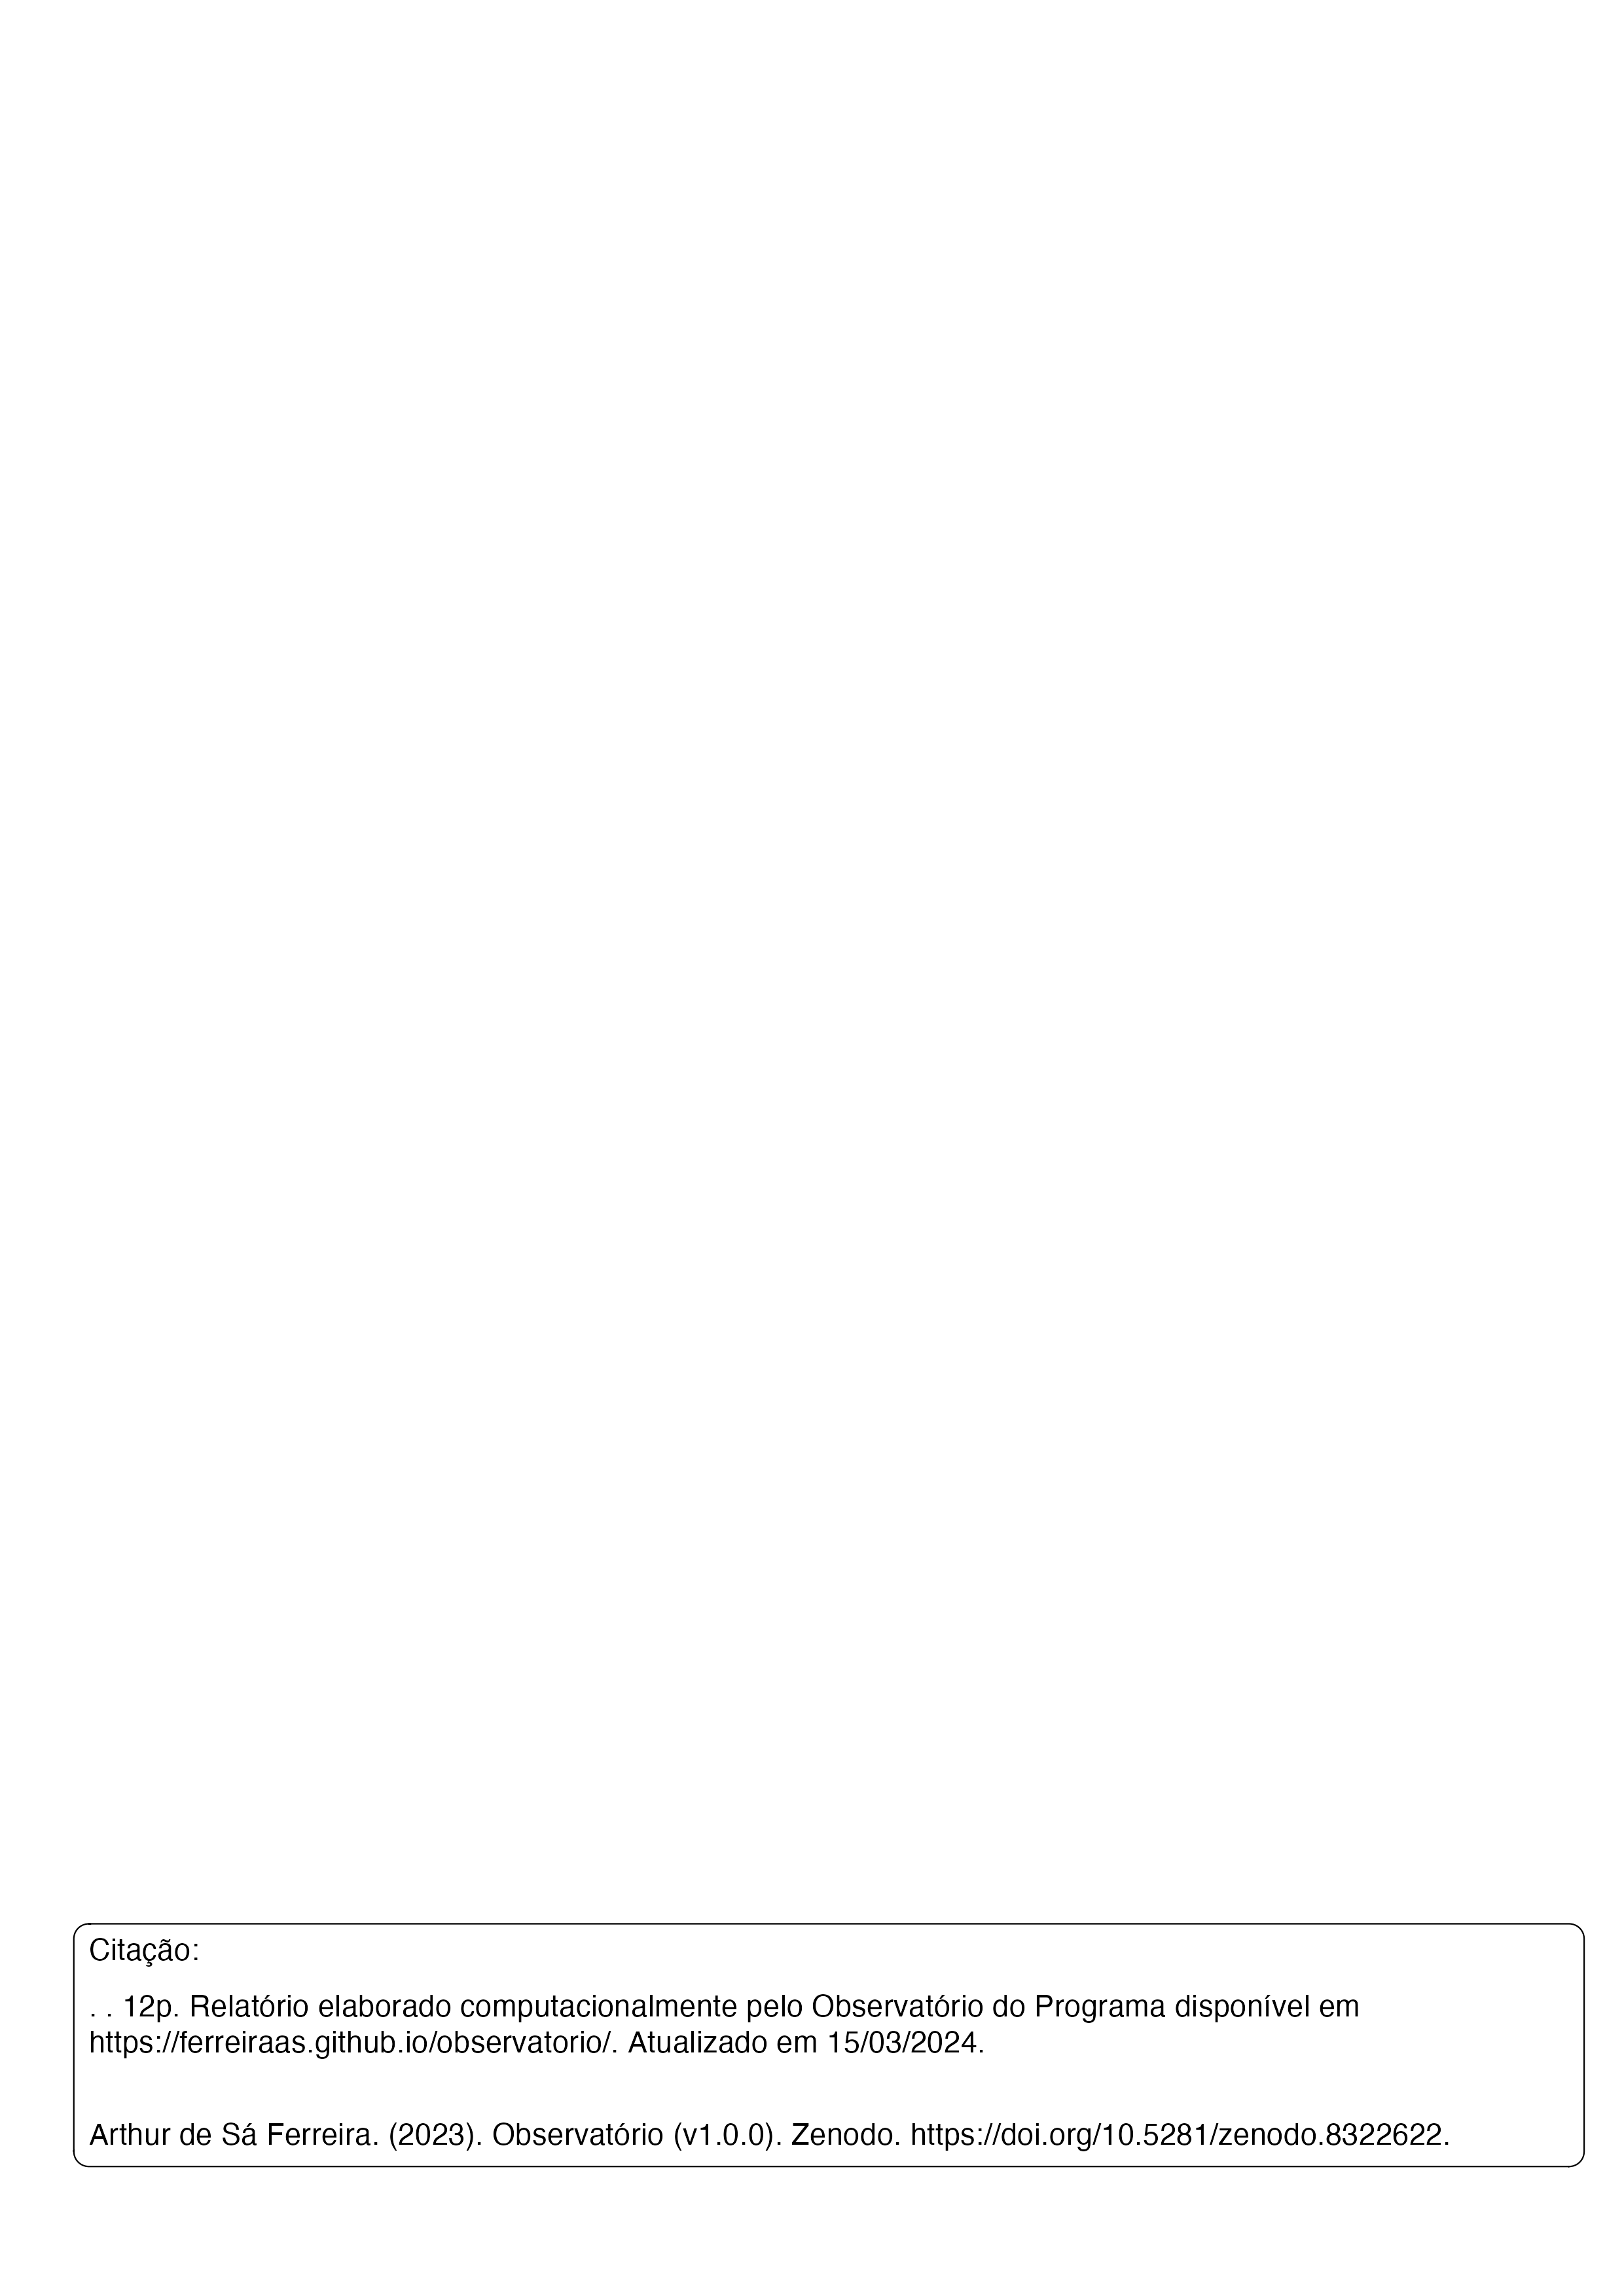 Citação:
. . 12p. Relatório elaborado computacionalmente pelo Observatório do Programa disponível em
https://ferreiraas.github.io/observatorio/. Atualizado em 15/03/2024.
Arthur de Sá Ferreira. (2023). Observatório (v1.0.0). Zenodo. https://doi.org/10.5281/zenodo.8322622.